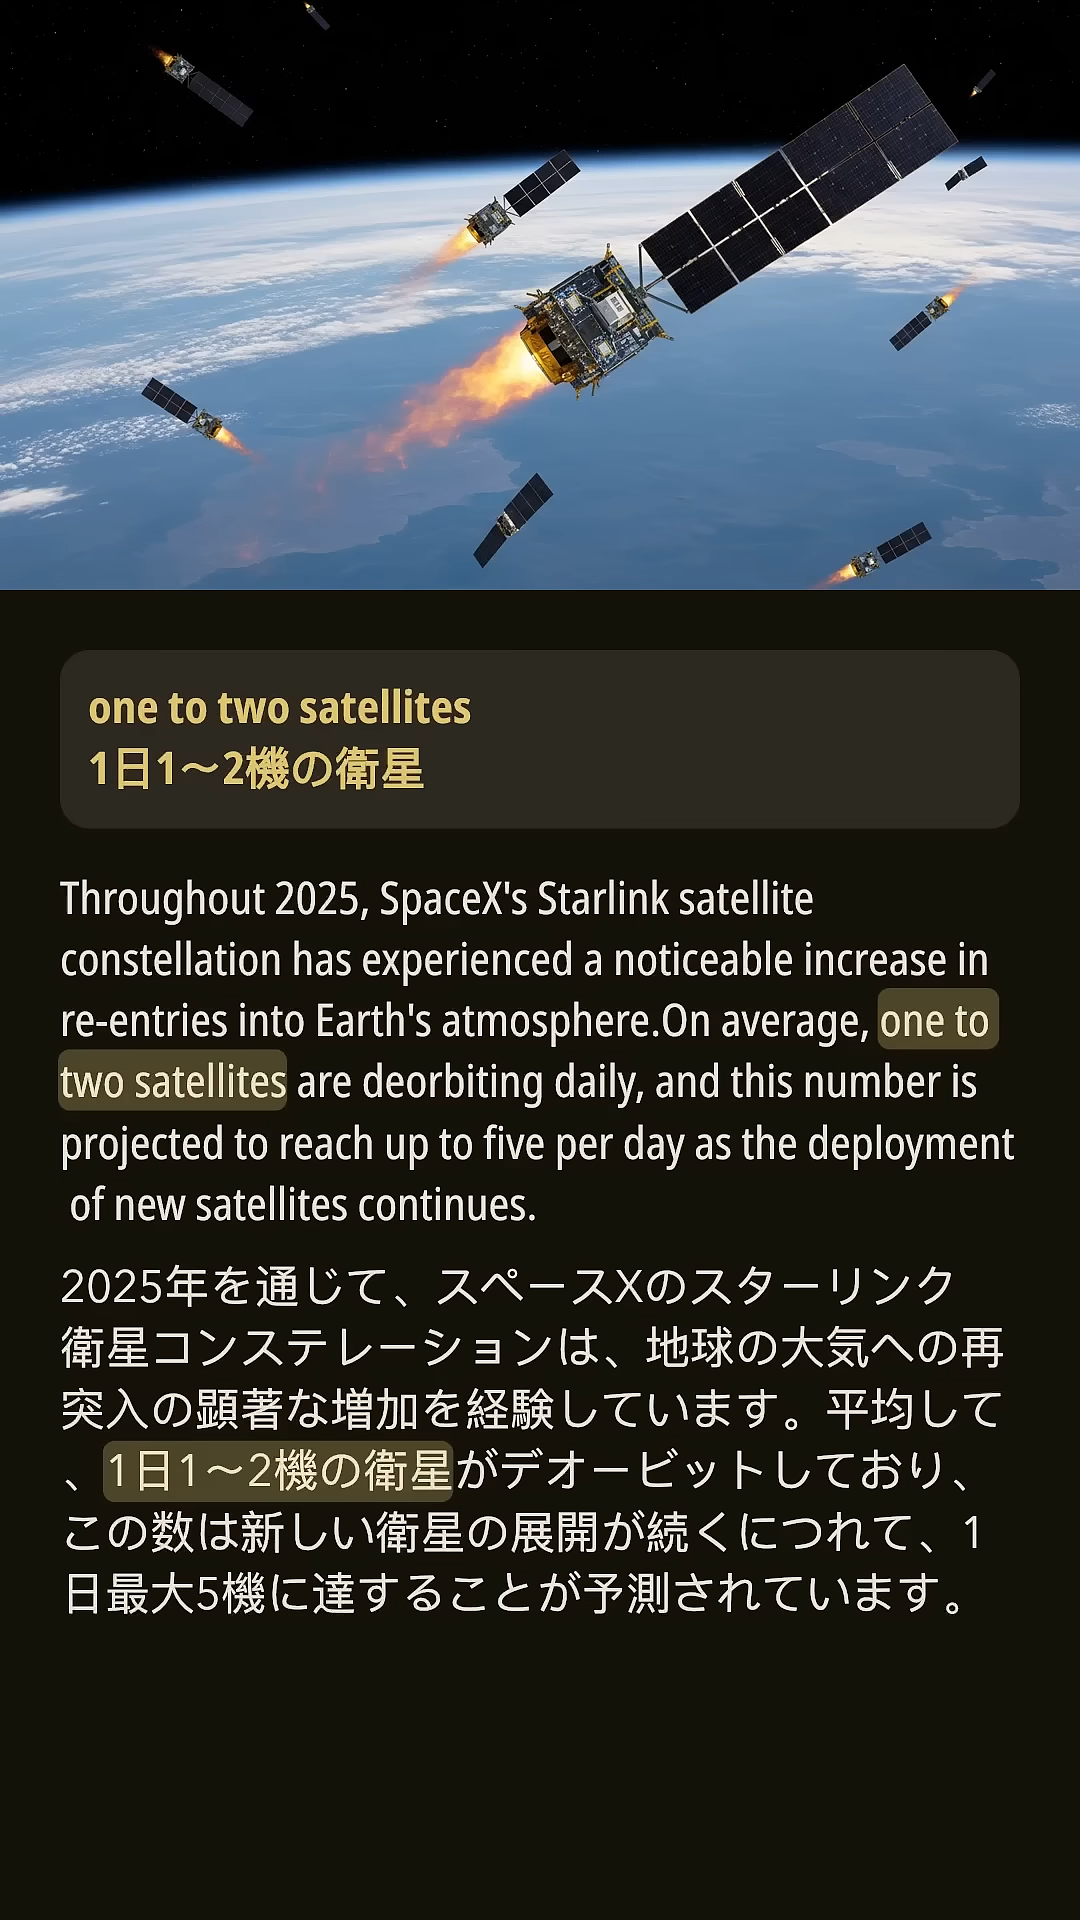 one to two satellites
1日1〜2機の衛星
Throughout 2025, SpaceX's Starlink satellite
constellation has experienced a noticeable increase in
re-entries into Earth's atmosphere.On average, one to
two satellites are deorbiting daily, and this number is
projected to reach up to five per day as the deployment
of new satellites continues.
2025年を通じて、スペースXのスターリンク
衛星コンステレーションは、地球の大気への再
突入の顕著な増加を経験しています。平均して
、1日1〜2機の衛星がデオービットしており、
この数は新しい衛星の展開が続くにつれて、1
日最大5機に達することが予測されています。